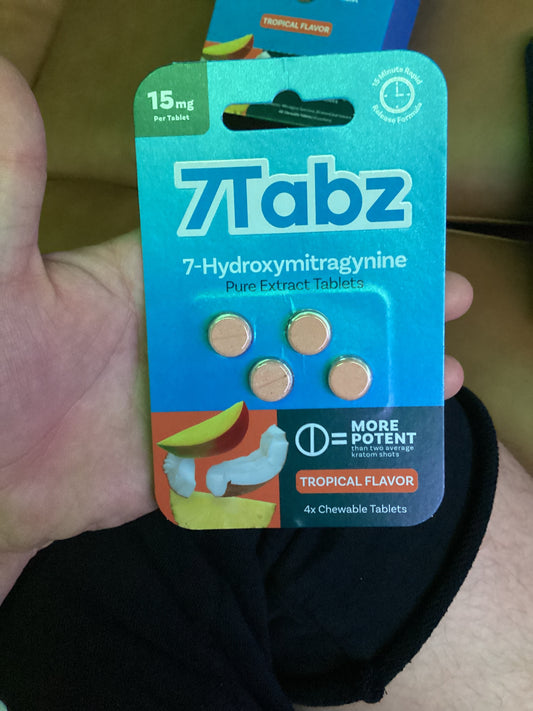 TROPICAL FLAVOR
15mg
Per Tablet
15 Minute Rapid
Release Formula
7Tabz
7-Hydroxymitragynine
Pure Extract Tablets
= MORE
POTENT
than two average
kratom shots
TROPICAL FLAVOR
4x Chewable Tablets